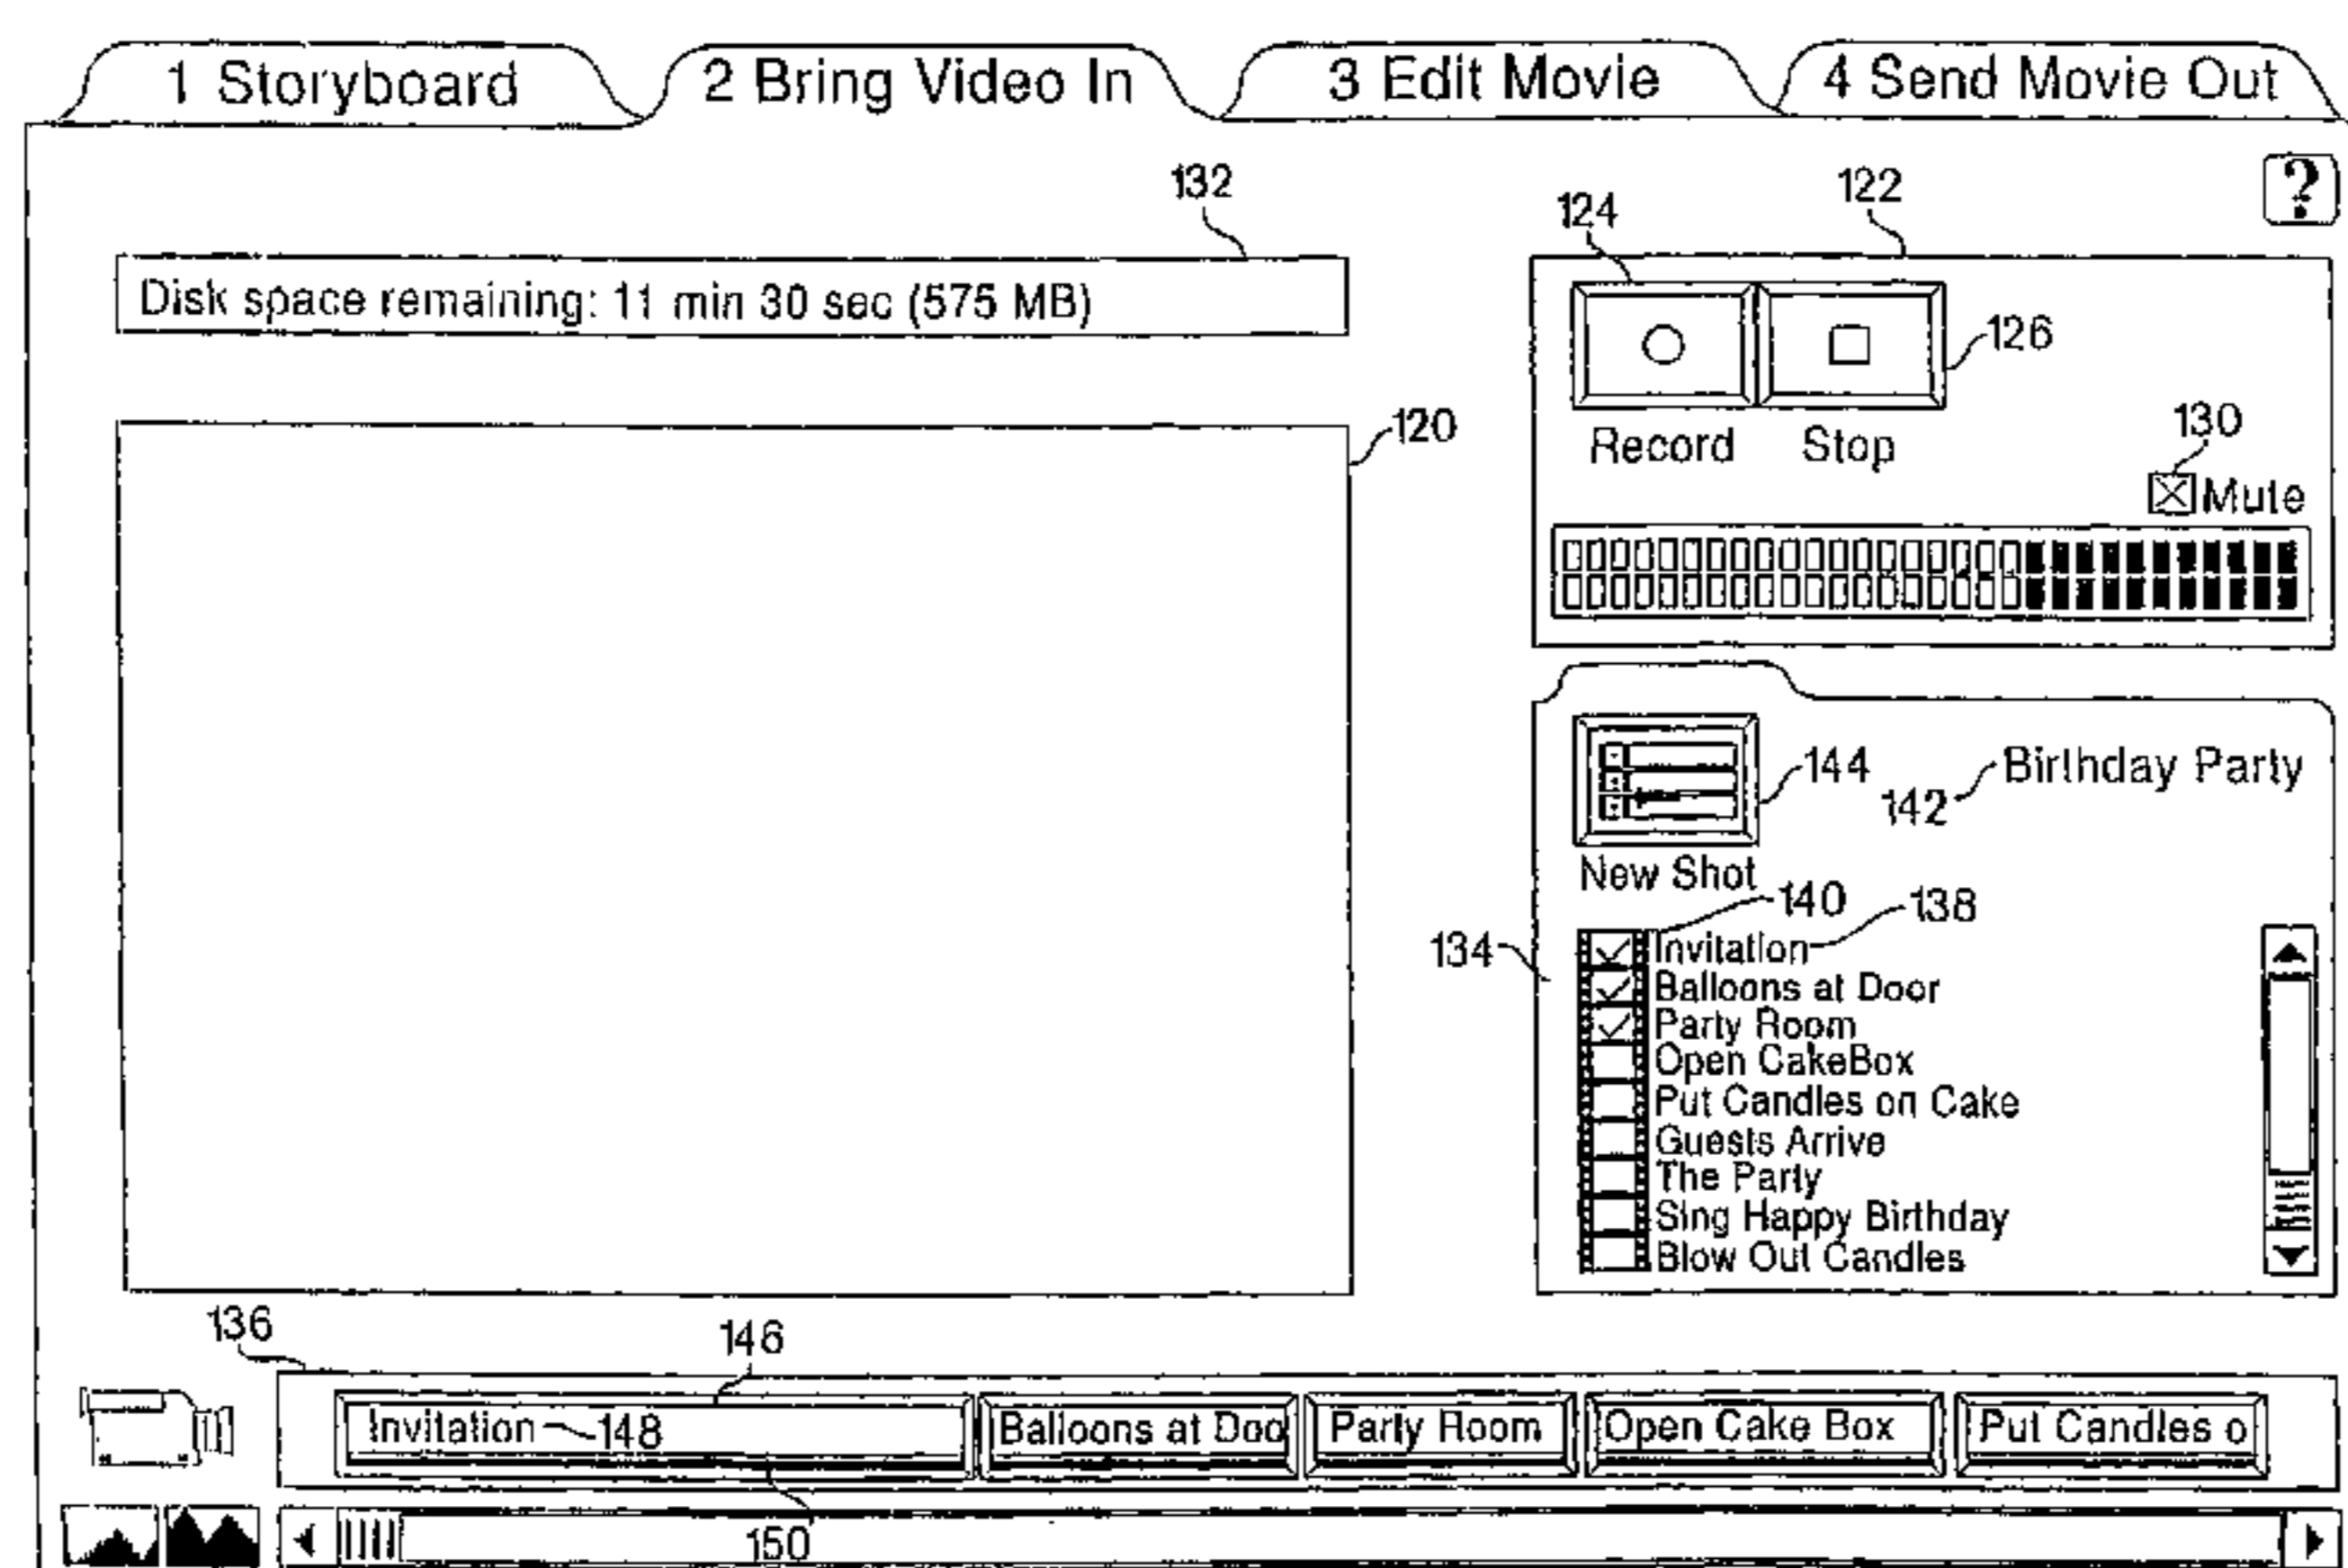 1 Storyboard 2 Bring Video In 3 Edit Movie 4 Send Movie Out
?
132
124 122
Disk space remaining: 11 min 30 sec (575 MB)
126
120
Record Stop
130
Mute
144
142 Birthday Party
New Shot
140 138
134
Invitation
Balloons at Door
Party Room
Open CakeBox
Put Candles on Cake
Guests Arrive
The Party
Sing Happy Birthday
Blow Out Candles
136 146
Invitation 148 Balloons at Doo Party Room Open Cake Box Put Candles o
150